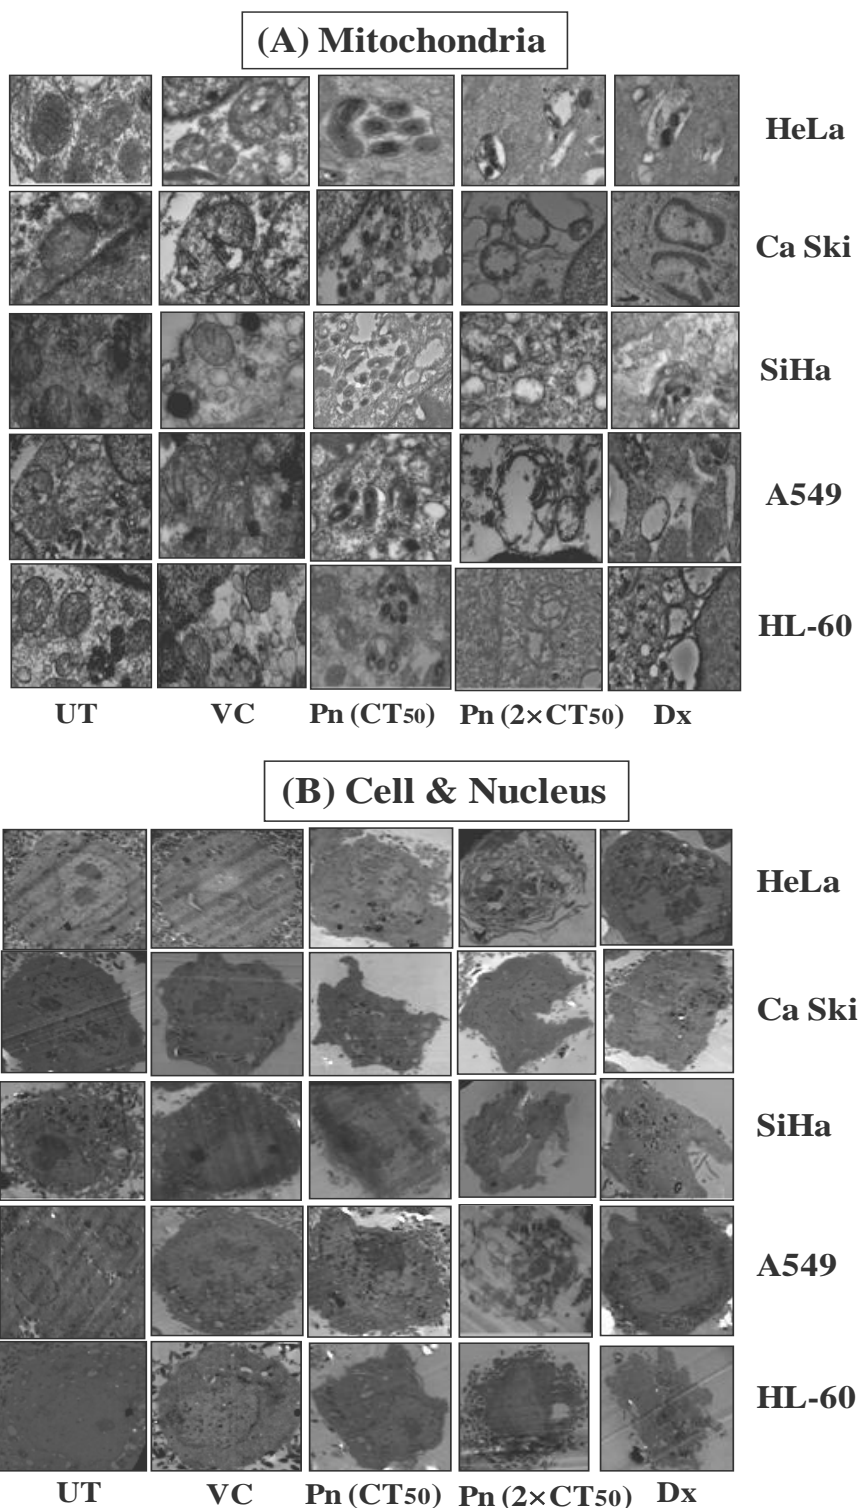 (A) Mitochondria
HeLa
Ca Ski
SiHa
A549
HL-60
UT VC Pn (CT50) Pn (2×CT50) Dx
(B) Cell & Nucleus
HeLa
Ca Ski
SiHa
A549
HL-60
UT VC Pn (CT50) Pn (2×CT50) Dx